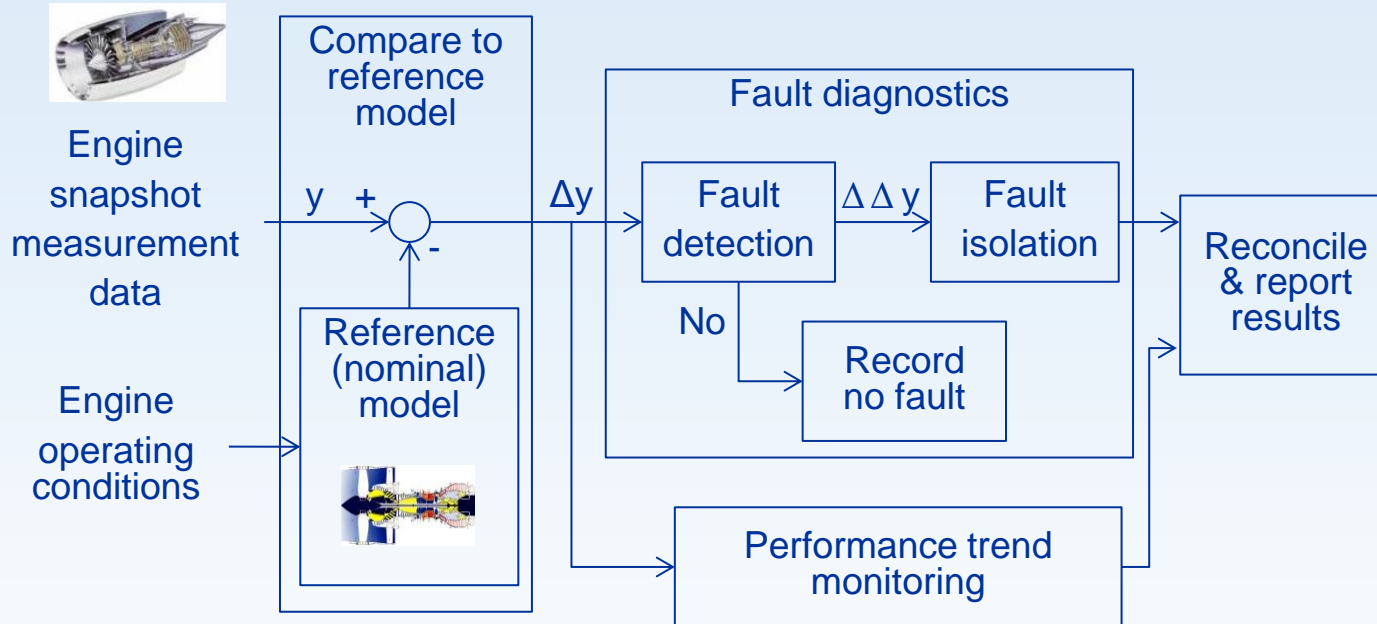 Engine
snapshot
measurement
data
Engine
operating
conditions
Compare to
reference
model
y +
-
Reference
(nominal)
model
Δy
Fault diagnostics
Fault
detection
Δ Δ y
Fault
isolation
No
Record
no fault
Performance trend
monitoring
Reconcile
& report
results